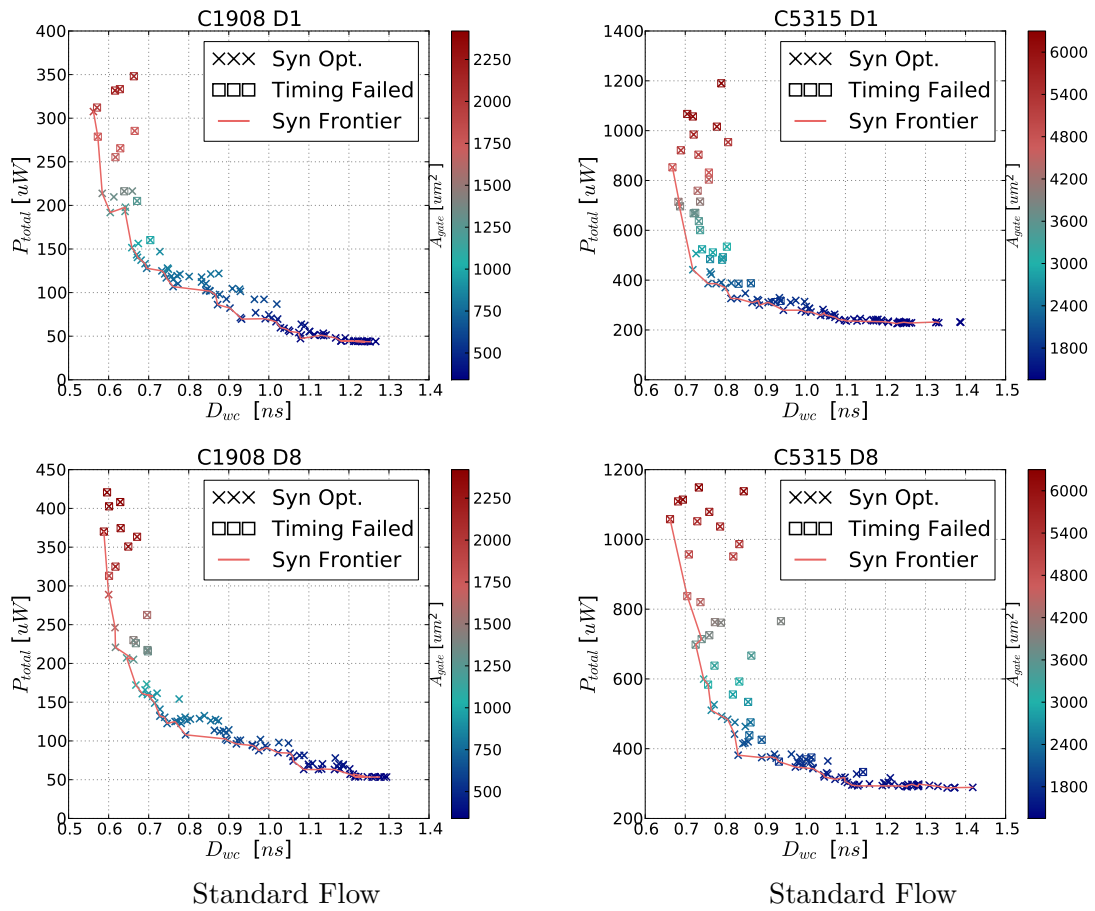 C1908 D1
400
350
300
250
200
150
100
50
0
P_total [uW]
0.5 0.6 0.7 0.8 0.9 1.0 1.1 1.2 1.3 1.4
D_wc [ns]
Syn Opt.
Timing Failed
Syn Frontier
2250
2000
1750
1500
1250
1000
750
500
A_gate [um²]
C5315 D1
1400
1200
1000
800
600
400
200
0
P_total [uW]
0.6 0.7 0.8 0.9 1.0 1.1 1.2 1.3 1.4 1.5
D_wc [ns]
Syn Opt.
Timing Failed
Syn Frontier
6000
5400
4800
4200
3600
3000
2400
1800
A_gate [um²]
C1908 D8
450
400
350
300
250
200
150
100
50
0
P_total [uW]
0.5 0.6 0.7 0.8 0.9 1.0 1.1 1.2 1.3 1.4
D_wc [ns]
Syn Opt.
Timing Failed
Syn Frontier
2250
2000
1750
1500
1250
1000
750
500
A_gate [um²]
Standard Flow
C5315 D8
1200
1000
800
600
400
200
P_total [uW]
0.6 0.7 0.8 0.9 1.0 1.1 1.2 1.3 1.4 1.5
D_wc [ns]
Syn Opt.
Timing Failed
Syn Frontier
6000
5400
4800
4200
3600
3000
2400
1800
A_gate [um²]
Standard Flow